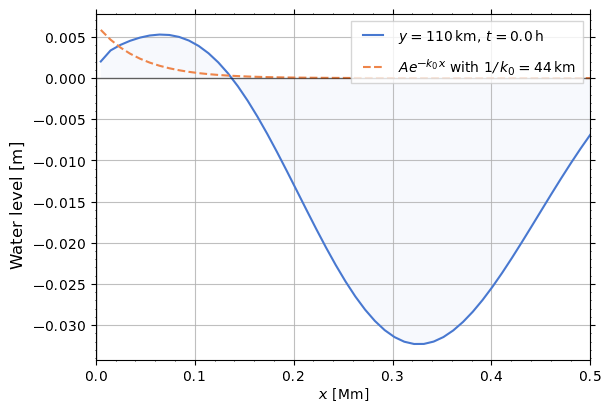 y = 110 km, t = 0.0 h
Ae^{-k_0 x} with 1/k_0 = 44 km
0.005
0.000
−0.005
−0.010
−0.015
−0.020
−0.025
−0.030
Water level [m]
0.0 0.1 0.2 0.3 0.4 0.5
x [Mm]